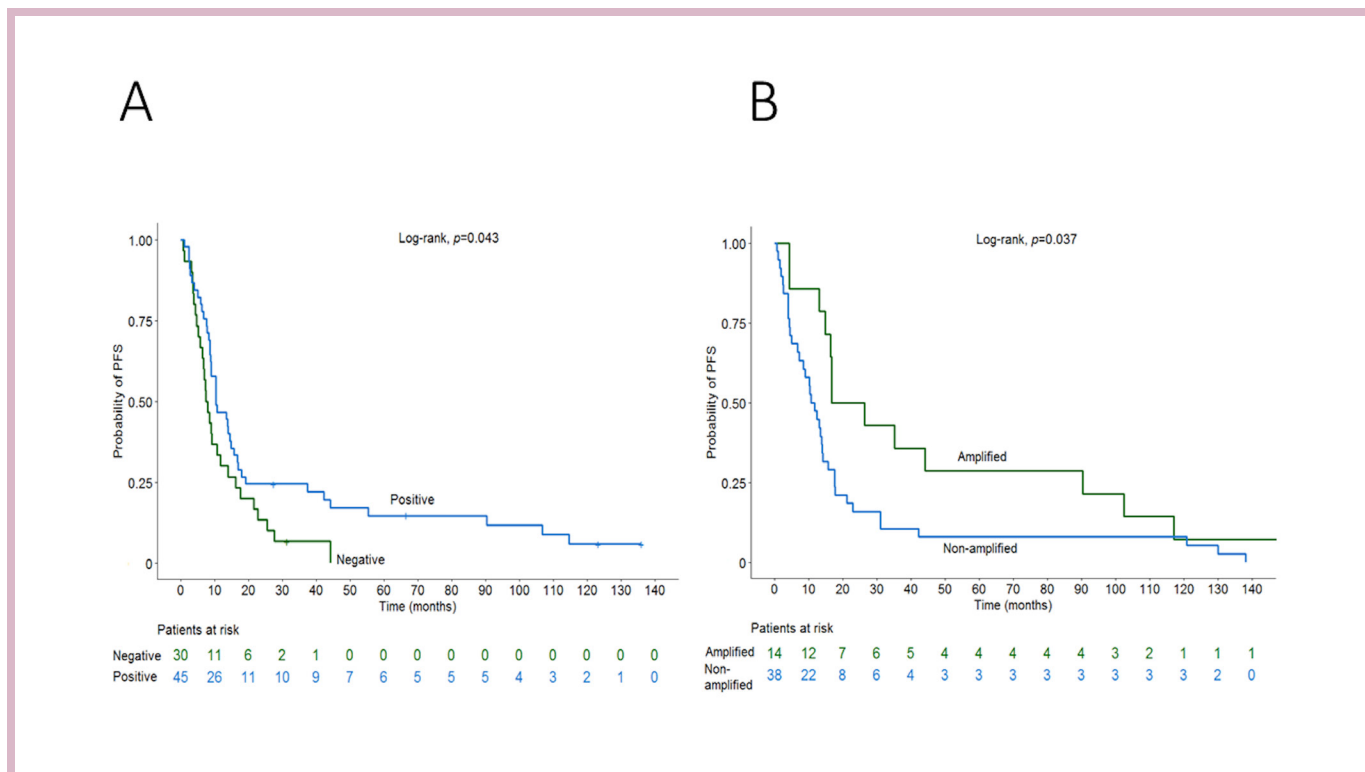 A
Log-rank, p=0.043
1.00
0.75
0.50
0.25
0
Probability of PFS
Positive
Negative
0 10 20 30 40 50 60 70 80 90 100 110 120 130 140
Time (months)
Patients at risk
Negative 30 11 6 2 1 0 0 0 0 0 0 0 0 0 0
Positive 45 26 11 10 9 7 6 5 5 5 4 3 2 1 0
B
Log-rank, p=0.037
1.00
0.75
0.50
0.25
0
Probability of PFS
Amplified
Non-amplified
0 10 20 30 40 50 60 70 80 90 100 110 120 130 140
Time (months)
Patients at risk
Amplified 14 12 7 6 5 4 4 4 4 4 3 2 1 1 1
Non-
amplified 38 22 8 6 4 3 3 3 3 3 3 3 3 2 0